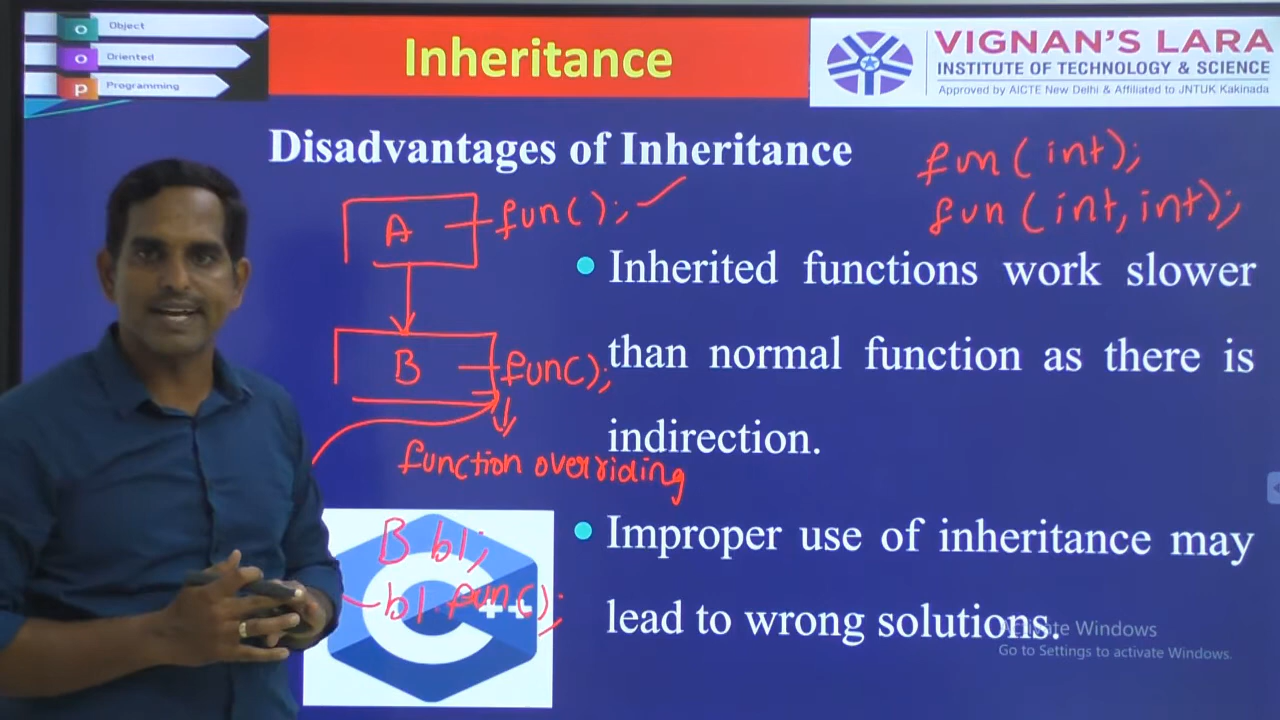 O Object
O Oriented
P Programming
Inheritance
VIGNAN'S LARA
INSTITUTE OF TECHNOLOGY & SCIENCE
Approved by AICTE New Delhi & Affiliated to JNTUK Kakinada
Disadvantages of Inheritance
fun(int);
fun(int,int);
A fun();
B fun();
function overriding
• Inherited functions work slower
than normal function as there is
indirection.
B b1;
b1.fun();
C++
• Improper use of inheritance may
lead to wrong solutions.
Activate Windows
Go to Settings to activate Windows.